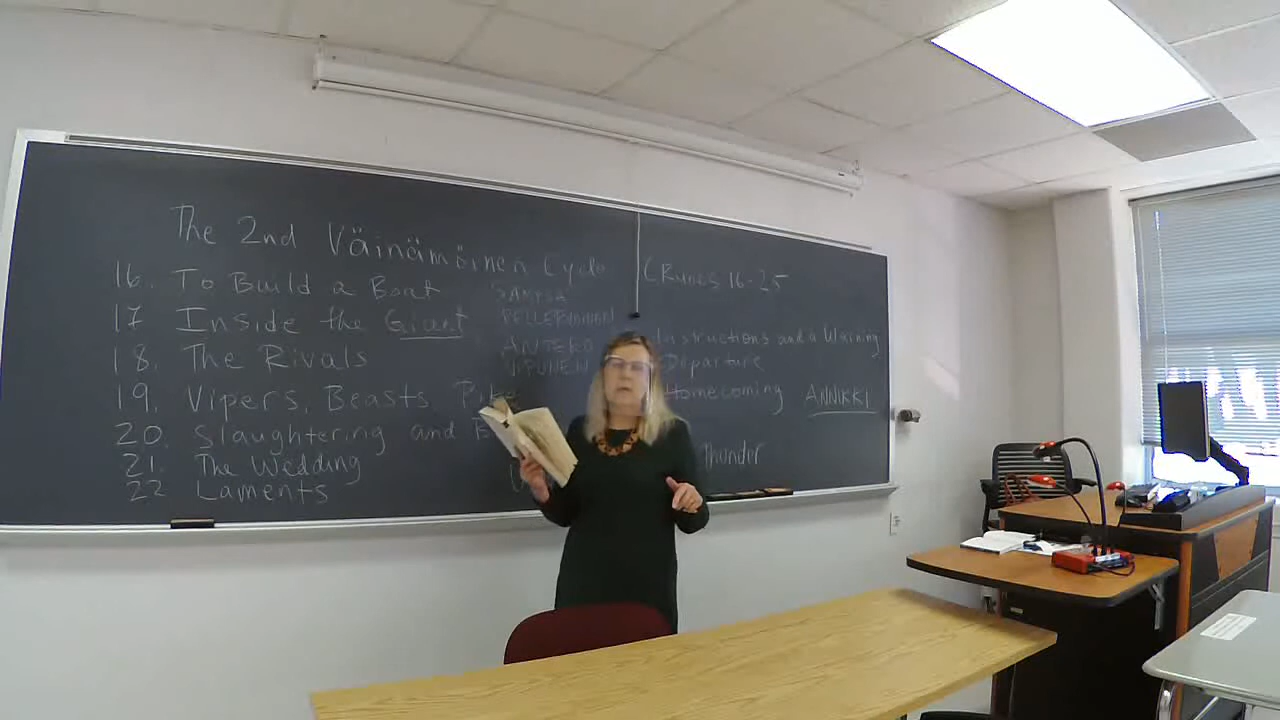 The 2nd Väinämöinen Cycle (Runes 16-25
16. To Build a Boat
SAMPSA
PELLERVOINEN
17 Inside the Giant
ANTERO
18. The Rivals
19. Vipers, Beasts,
20. Slaughtering and
21. The Wedding
22 Laments
Instructions and a Warning
Departure
Homecoming ANNIKKI
thunder